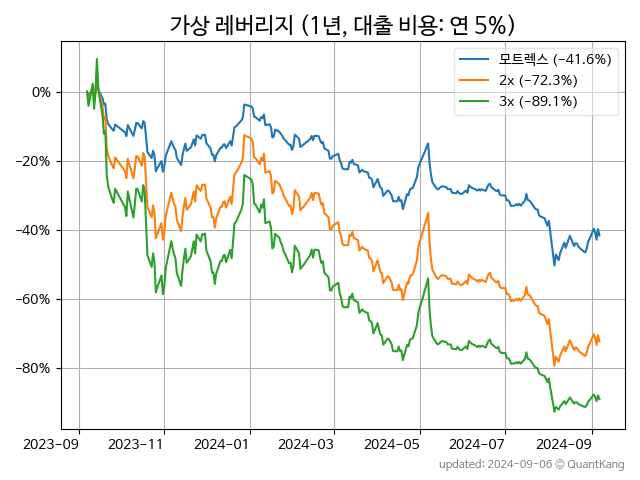 가상 레버리지 (1년, 대출 비용: 연 5%)
모트렉스 (−41.6%)
2x (−72.3%)
3x (−89.1%)
0%
−20%
−40%
−60%
−80%
2023-09 2023-11 2024-01 2024-03 2024-05 2024-07 2024-09
updated: 2024-09-06 © QuantKang